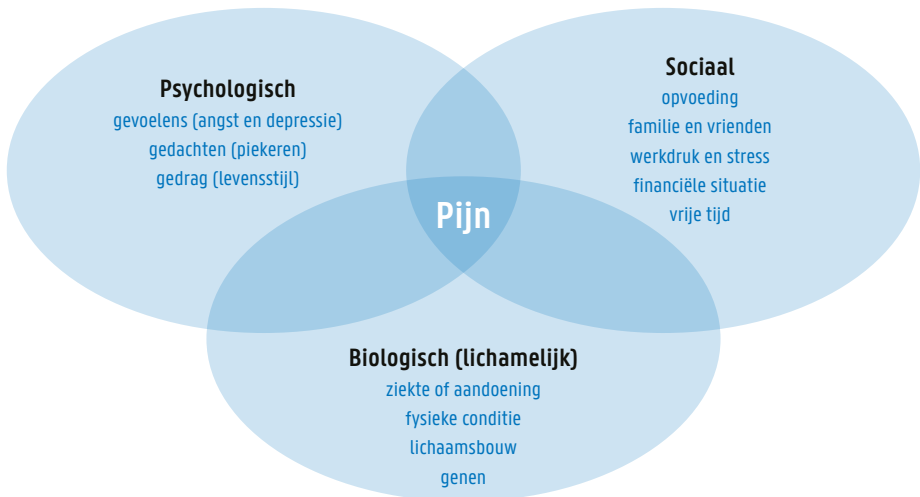 Psychologisch
gevoelens (angst en depressie)
gedachten (piekeren)
gedrag (levensstijl)
Sociaal
opvoeding
familie en vrienden
werkdruk en stress
financiële situatie
vrije tijd
Pijn
Biologisch (lichamelijk)
ziekte of aandoening
fysieke conditie
lichaamsbouw
genen